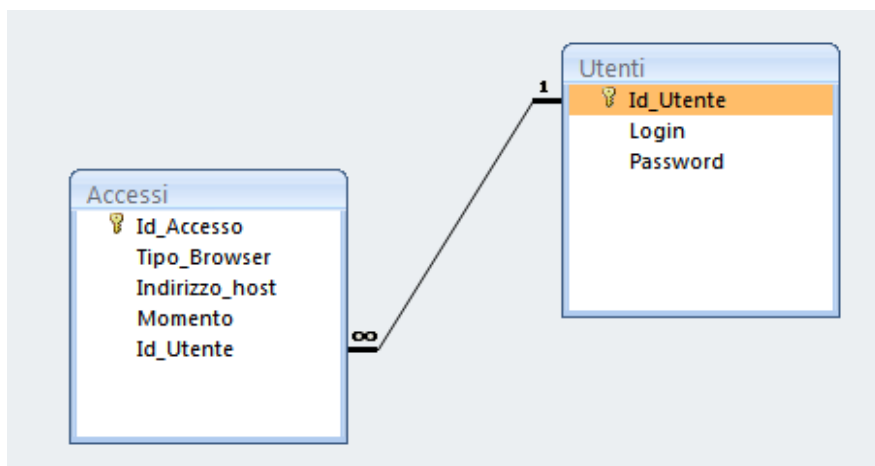 Utenti
1
Id_Utente
Login
Password
Accessi
Id_Accesso
Tipo_Browser
Indirizzo_host
Momento
Id_Utente
∞